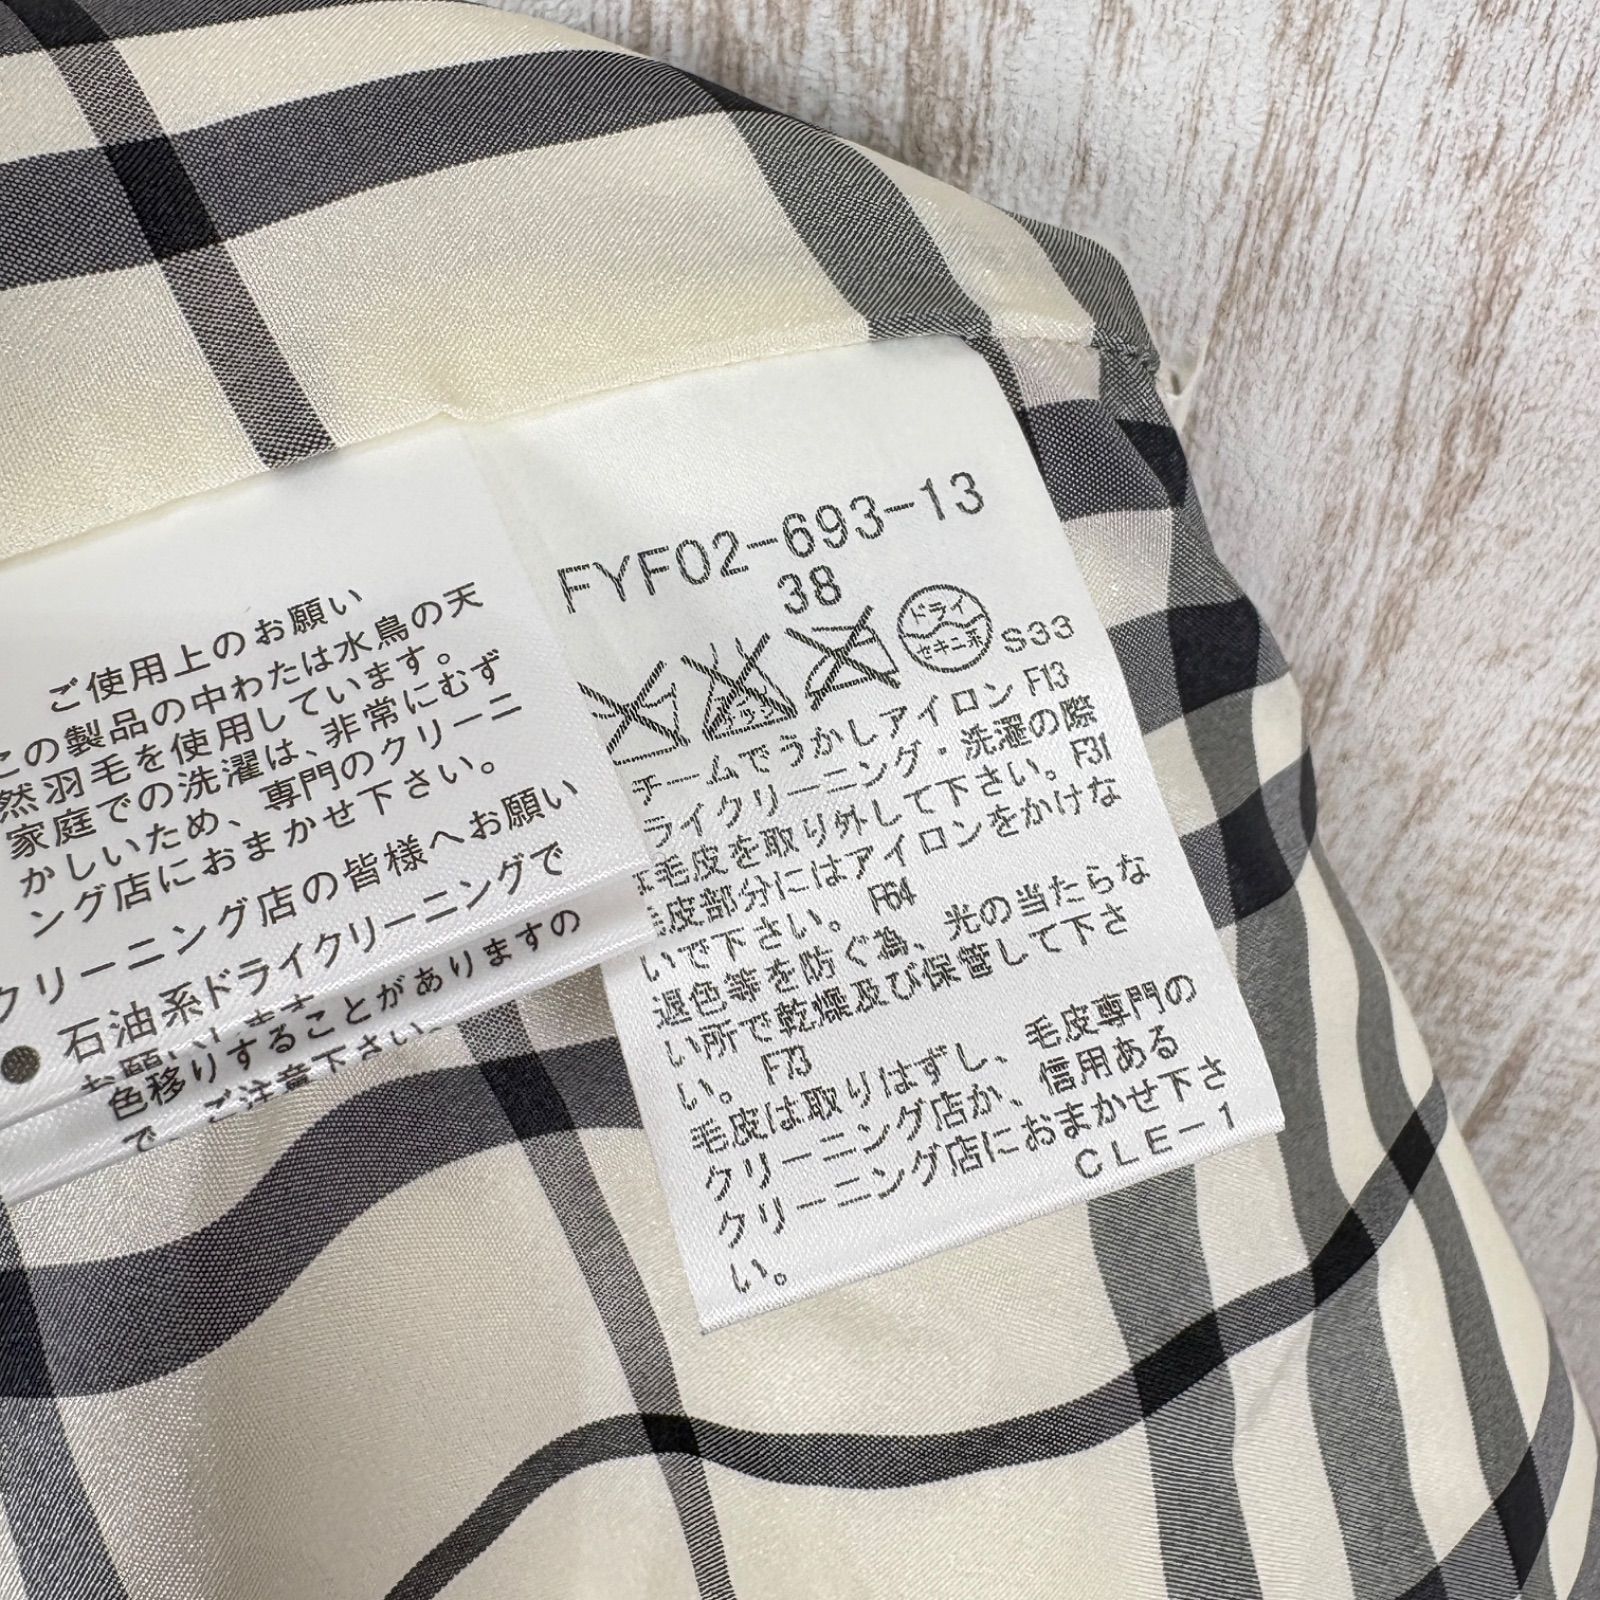 ご使用上のお願い
この製品の中わたは水鳥の天
然羽毛を使用しています。
家庭での洗濯は、非常にむず
かしいため、専門のクリーニ
ング店におまかせ下さい。
クリーニング店の皆様へお願い
● 石油系ドライクリーニングで
色移りすることがありますの
で、ご注意下さい
FYF02-693-13
38
ドライ
セキユ系
S33
チームでうかしアイロン F13
ライクリーニング・洗濯の際
は毛皮を取り外して下さい。F31
毛皮部分にはアイロンをかけな
いで下さい。F64
退色等を防ぐ為、光の当たらな
い所で乾燥及び保管して下さ
い。F73
毛皮は取りはずし、毛皮専門の
クリーニング店か、信用ある
クリーニング店におまかせ下さ
い。
CLE-1